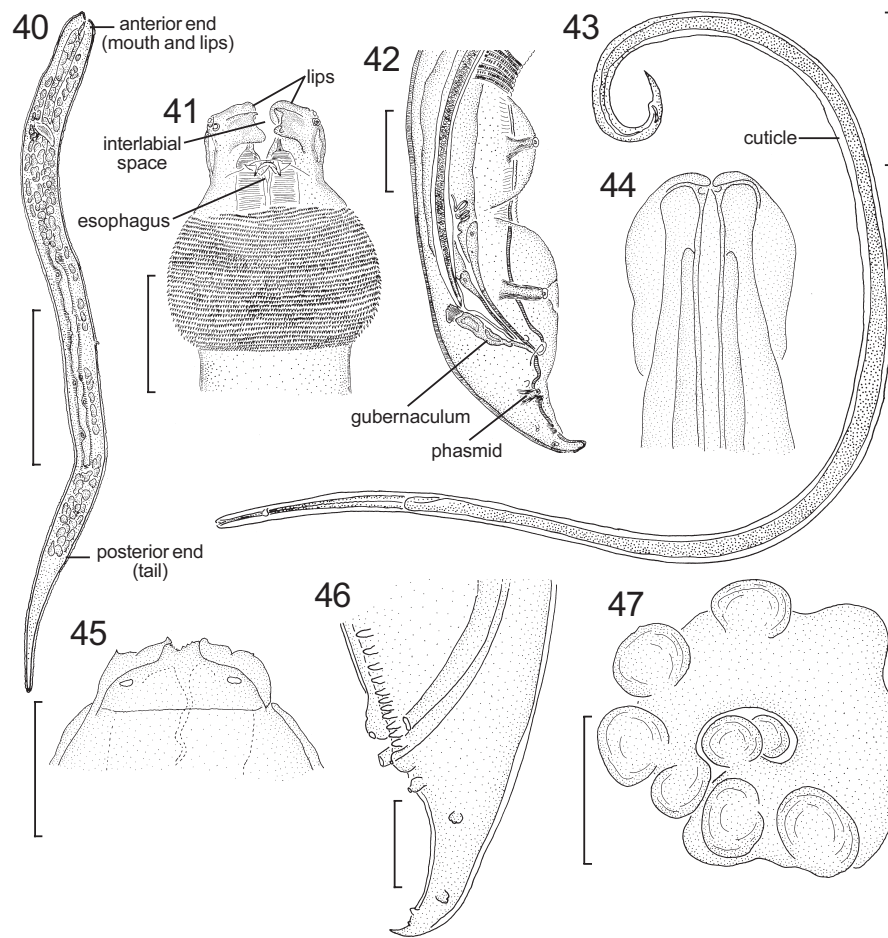 40
anterior end
(mouth and lips)
41
lips
interlabial
space
esophagus
42
gubernaculum
phasmid
43
cuticle
44
posterior end
(tail)
45
46
47